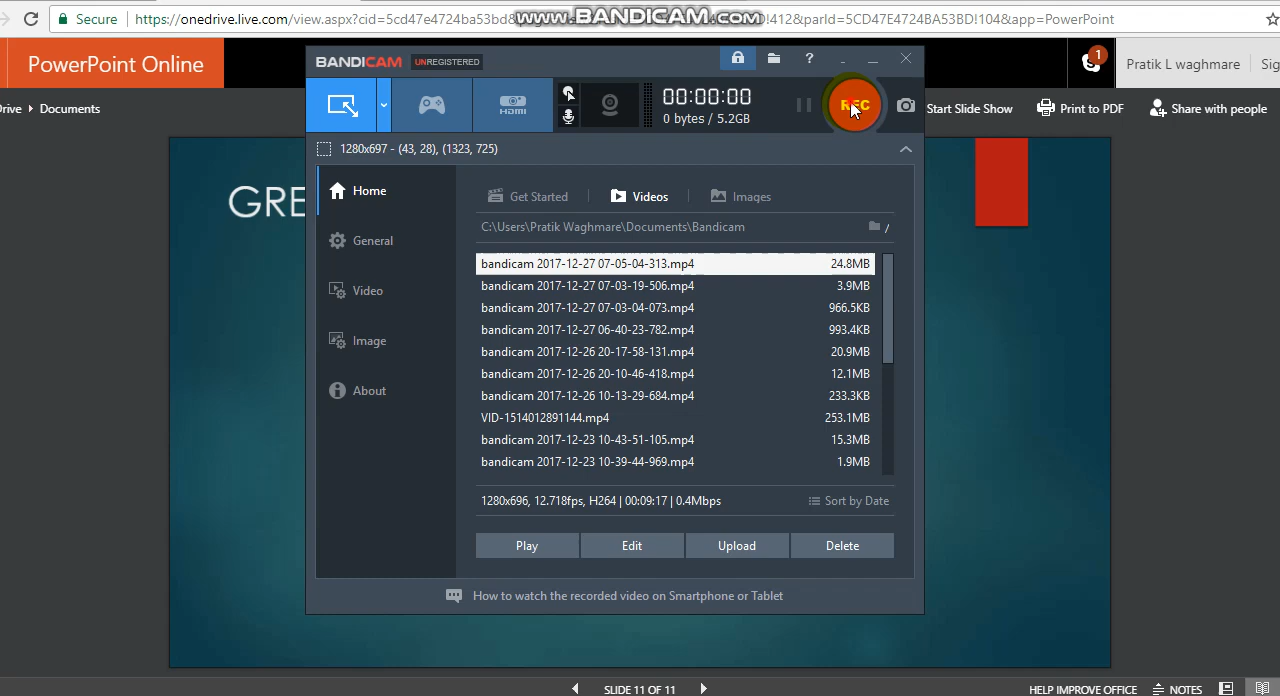 Secure https://onedrive.live.com/view.aspx?cid=5cd47e4724ba53bd&
!412&parId=5CD47E4724BA53BD!104&app=PowerPoint
www.BANDICAM.com
PowerPoint Online
BANDICAM UNREGISTERED
?
1
Pratik L waghmare
Sig
00:00:00
REC
0 bytes / 5.2GB
HDMI
Documents
Start Slide Show
Print to PDF
Share with people
1280x697 - (43, 28), (1323, 725)
GRE
Home
General
Video
Image
About
Get Started
Videos
Images
C:\Users\Pratik Waghmare\Documents\Bandicam
/
bandicam 2017-12-27 07-05-04-313.mp4 24.8MB
bandicam 2017-12-27 07-03-19-506.mp4 3.9MB
bandicam 2017-12-27 07-03-04-073.mp4 966.5KB
bandicam 2017-12-27 06-40-23-782.mp4 993.4KB
bandicam 2017-12-26 20-17-58-131.mp4 20.9MB
bandicam 2017-12-26 20-10-46-418.mp4 12.1MB
bandicam 2017-12-26 10-13-29-684.mp4 233.3KB
VID-1514012891144.mp4 253.1MB
bandicam 2017-12-23 10-43-51-105.mp4 15.3MB
bandicam 2017-12-23 10-39-44-969.mp4 1.9MB
1280x696, 12.718fps, H264 | 00:09:17 | 0.4Mbps
Sort by Date
Play
Edit
Upload
Delete
How to watch the recorded video on Smartphone or Tablet
SLIDE 11 OF 11
HELP IMPROVE OFFICE
NOTES